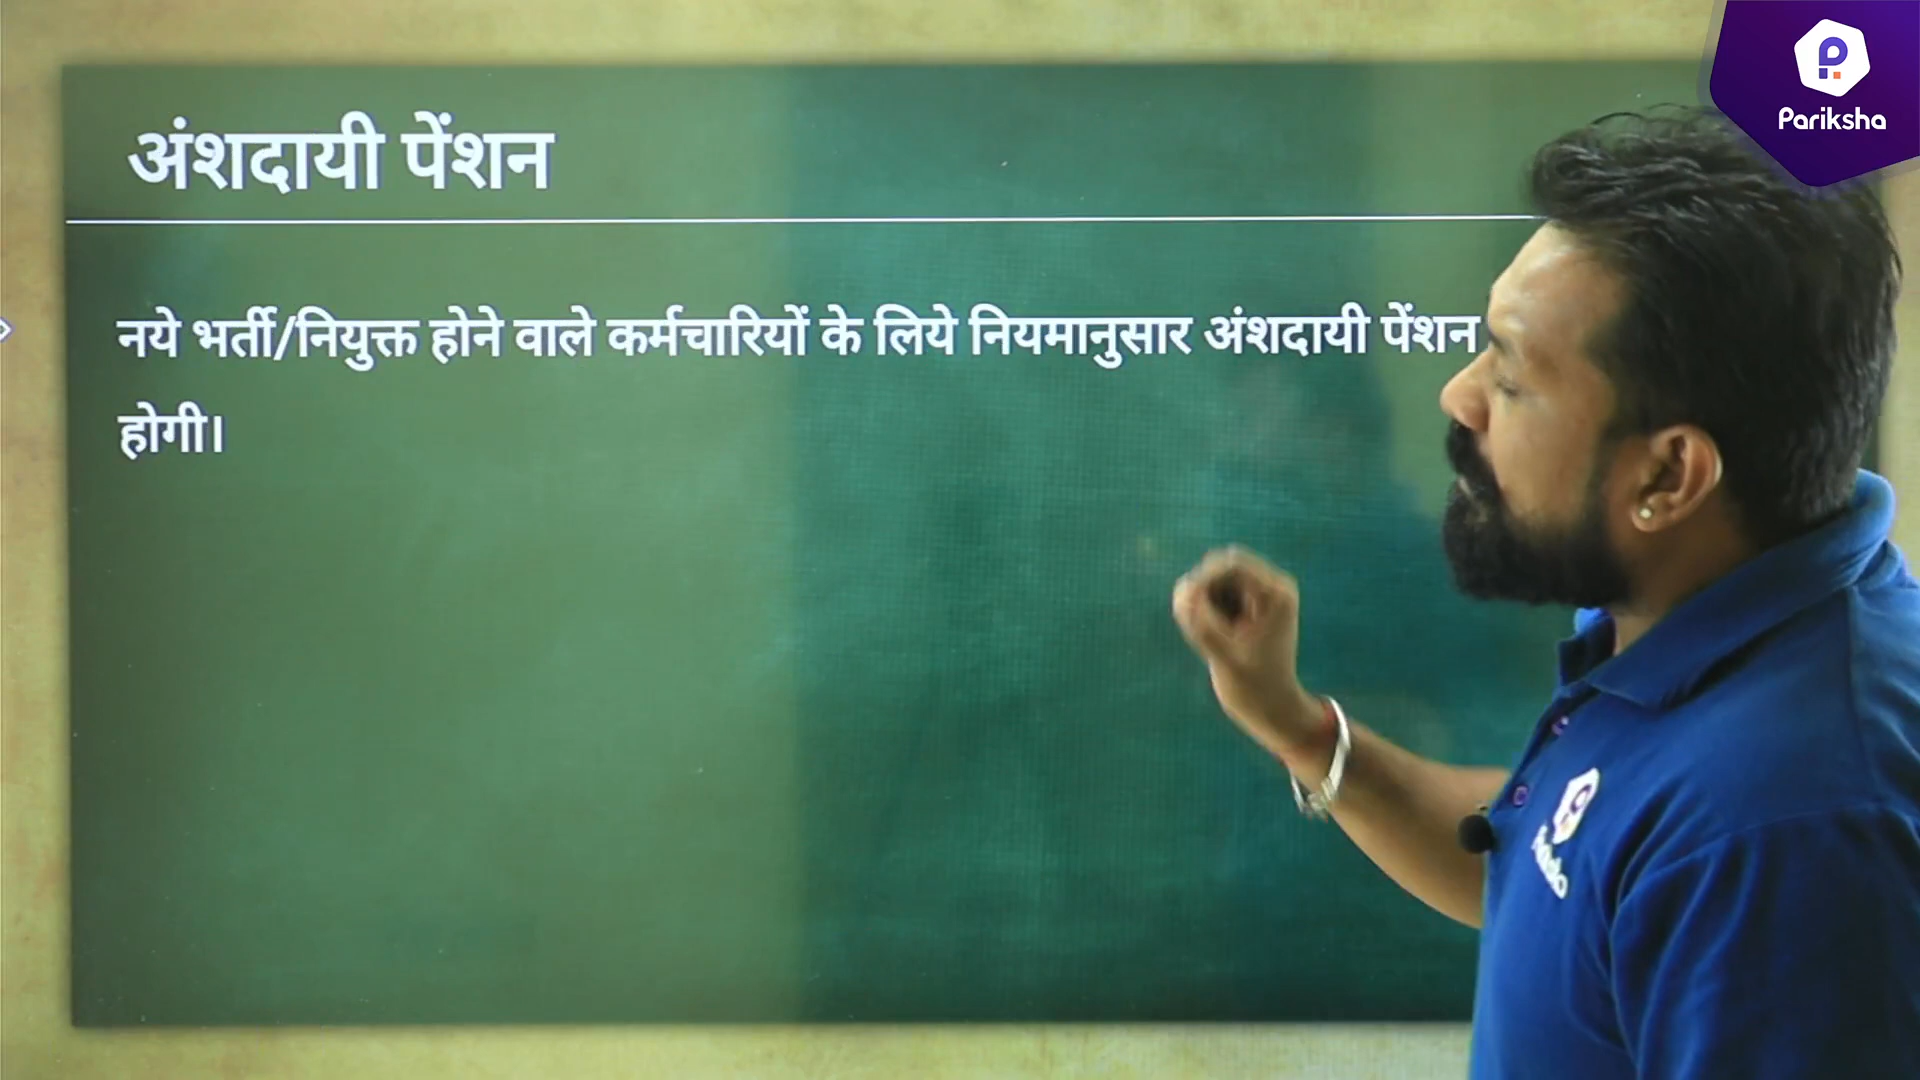 Pariksha
अंशदायी पेंशन
नये भर्ती/नियुक्त होने वाले कर्मचारियों के लिये नियमानुसार अंशदायी पेंशन
होगी।